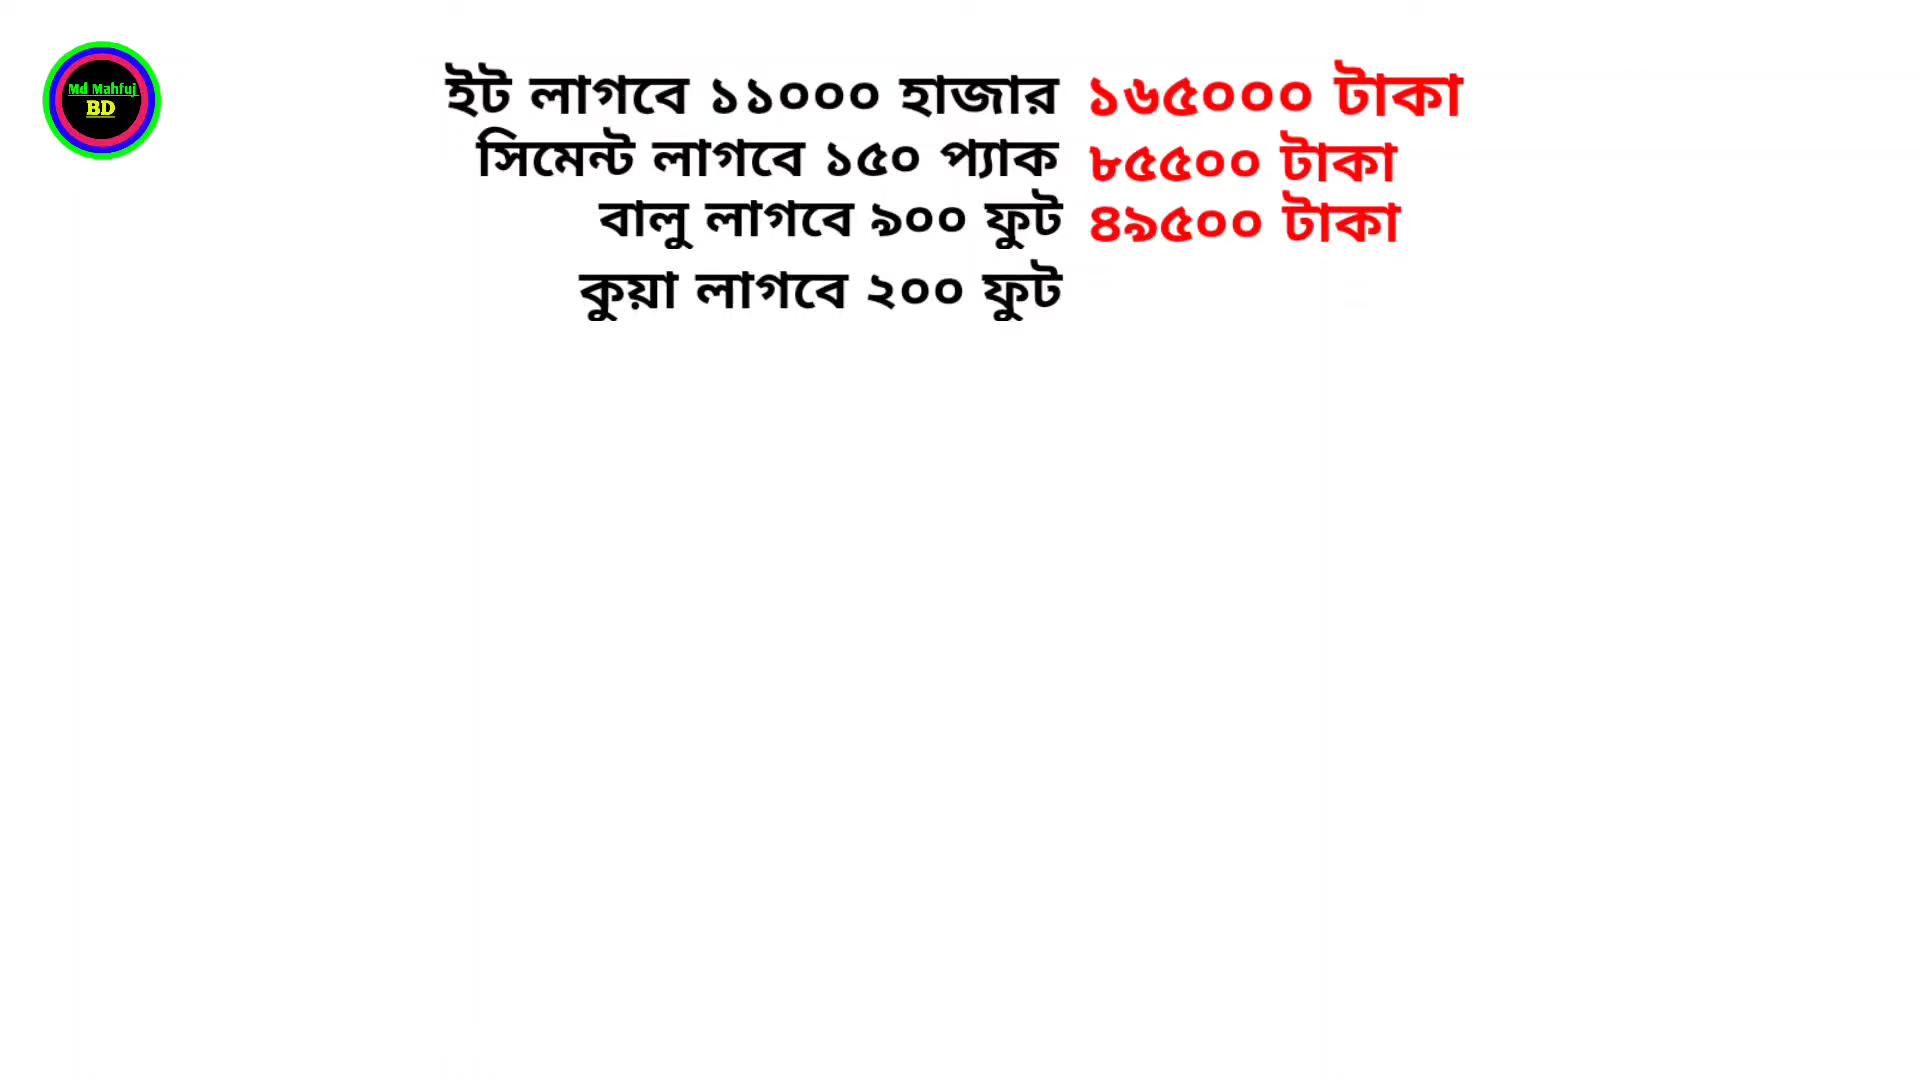 Md Mahfuj
BD
ইট লাগবে ১১০০০ হাজার ১৬৫০০০ টাকা
সিমেন্ট লাগবে ১৫০ প্যাক ৮৫৫০০ টাকা
বালু লাগবে ৯০০ ফুট ৪৯৫০০ টাকা
কুয়া লাগবে ২০০ ফুট